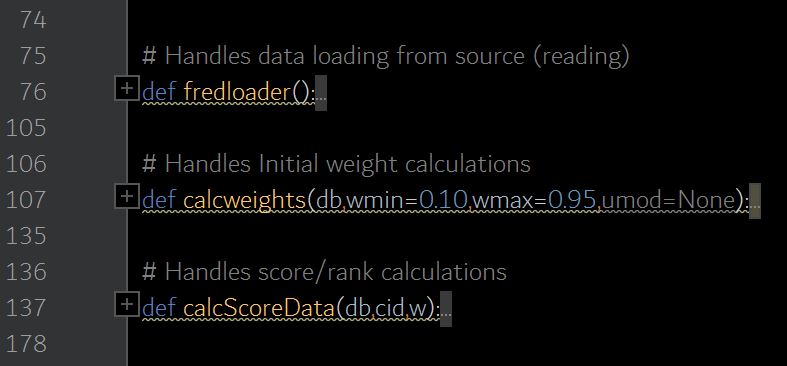 74
75 # Handles data loading from source (reading)
76 def fredloader():...
105
106 # Handles Initial weight calculations
107 def calcweights(db,wmin=0.10,wmax=0.95,umod=None):...
135
136 # Handles score/rank calculations
137 def calcScoreData(db,cid,w):...
178